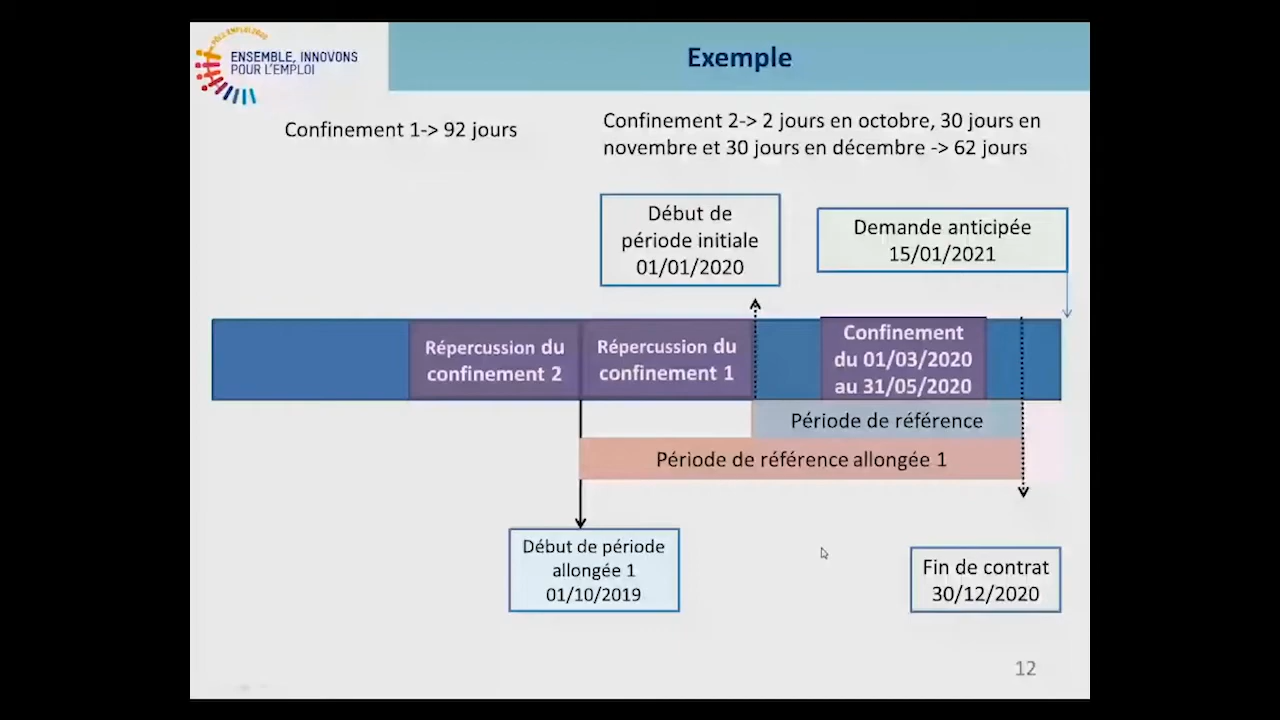 PÔLE EMPLOI 2020
ENSEMBLE, INNOVONS
POUR L'EMPLOI
Exemple
Confinement 1-> 92 jours
Confinement 2-> 2 jours en octobre, 30 jours en
novembre et 30 jours en décembre -> 62 jours
Début de
période initiale
01/01/2020
Demande anticipée
15/01/2021
Répercussion du
confinement 2
Répercussion du
confinement 1
Confinement
du 01/03/2020
au 31/05/2020
Période de référence
Période de référence allongée 1
Début de période
allongée 1
01/10/2019
Fin de contrat
30/12/2020
12